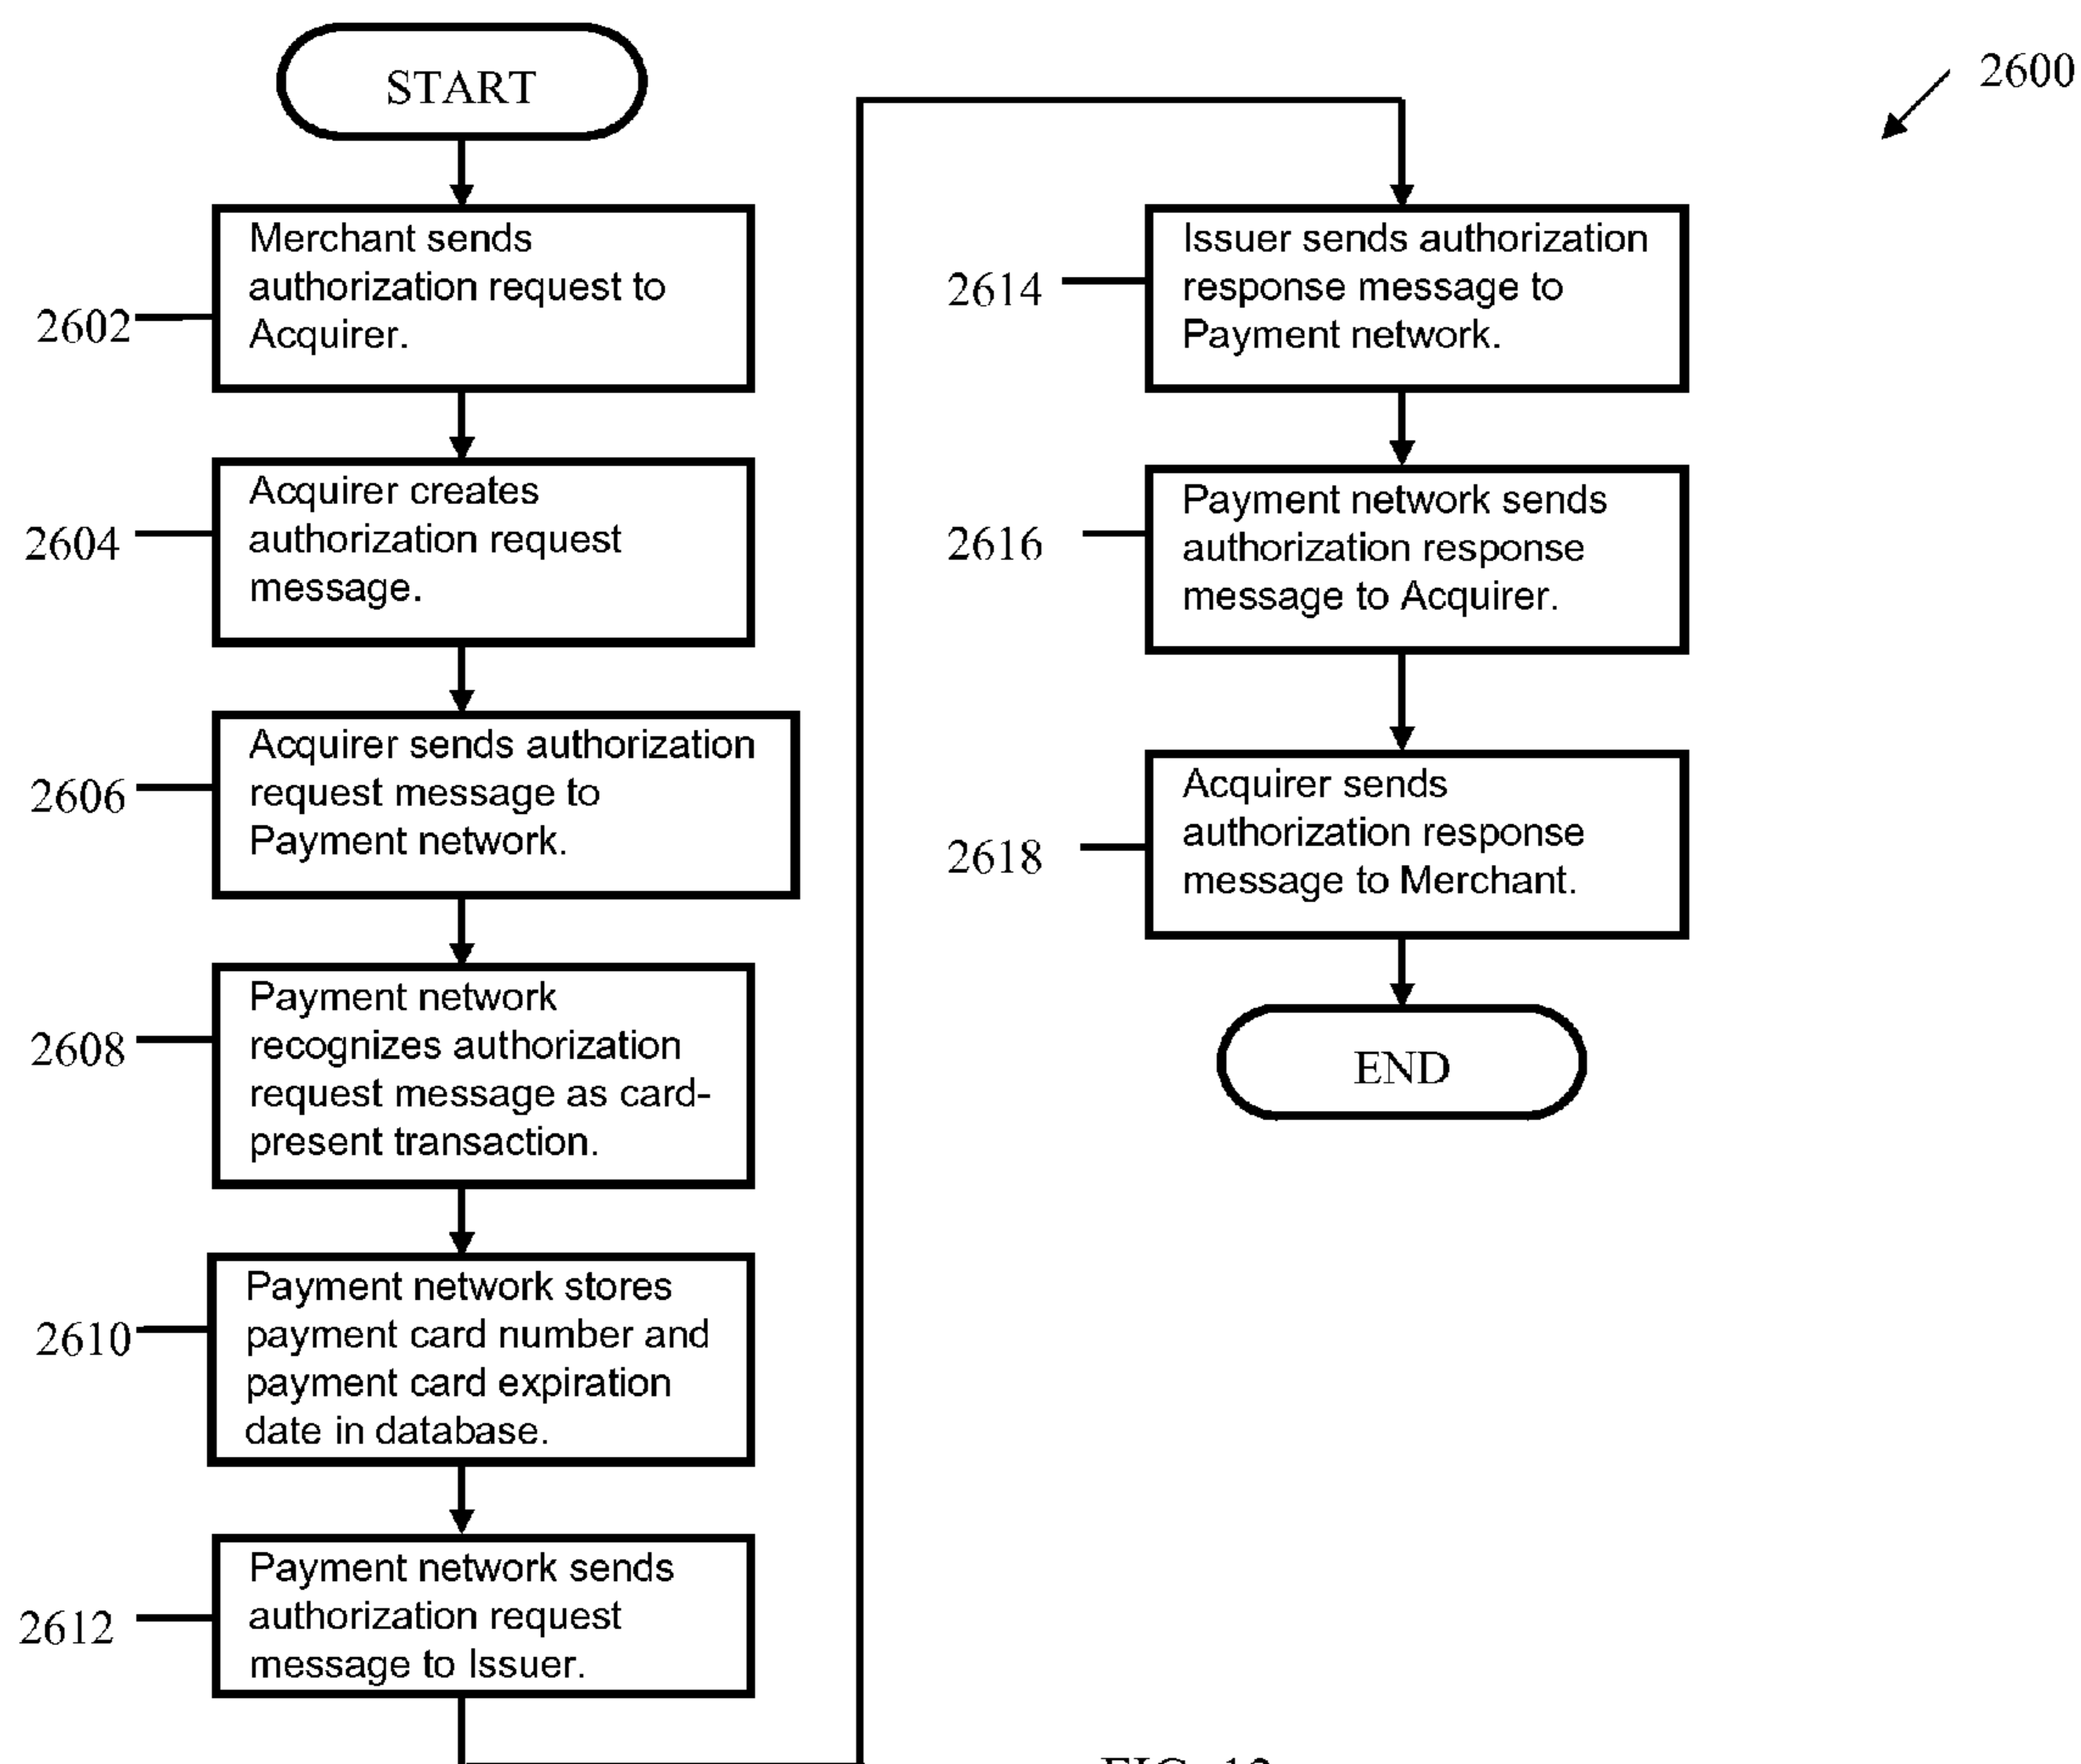 START
2600
2602
Merchant sends
authorization request to
Acquirer.
2604
Acquirer creates
authorization request
message.
2606
Acquirer sends authorization
request message to
Payment network.
2608
Payment network
recognizes authorization
request message as card-
present transaction.
2610
Payment network stores
payment card number and
payment card expiration
date in database.
2612
Payment network sends
authorization request
message to Issuer.
2614
Issuer sends authorization
response message to
Payment network.
2616
Payment network sends
authorization response
message to Acquirer.
2618
Acquirer sends
authorization response
message to Merchant.
END
FIG.